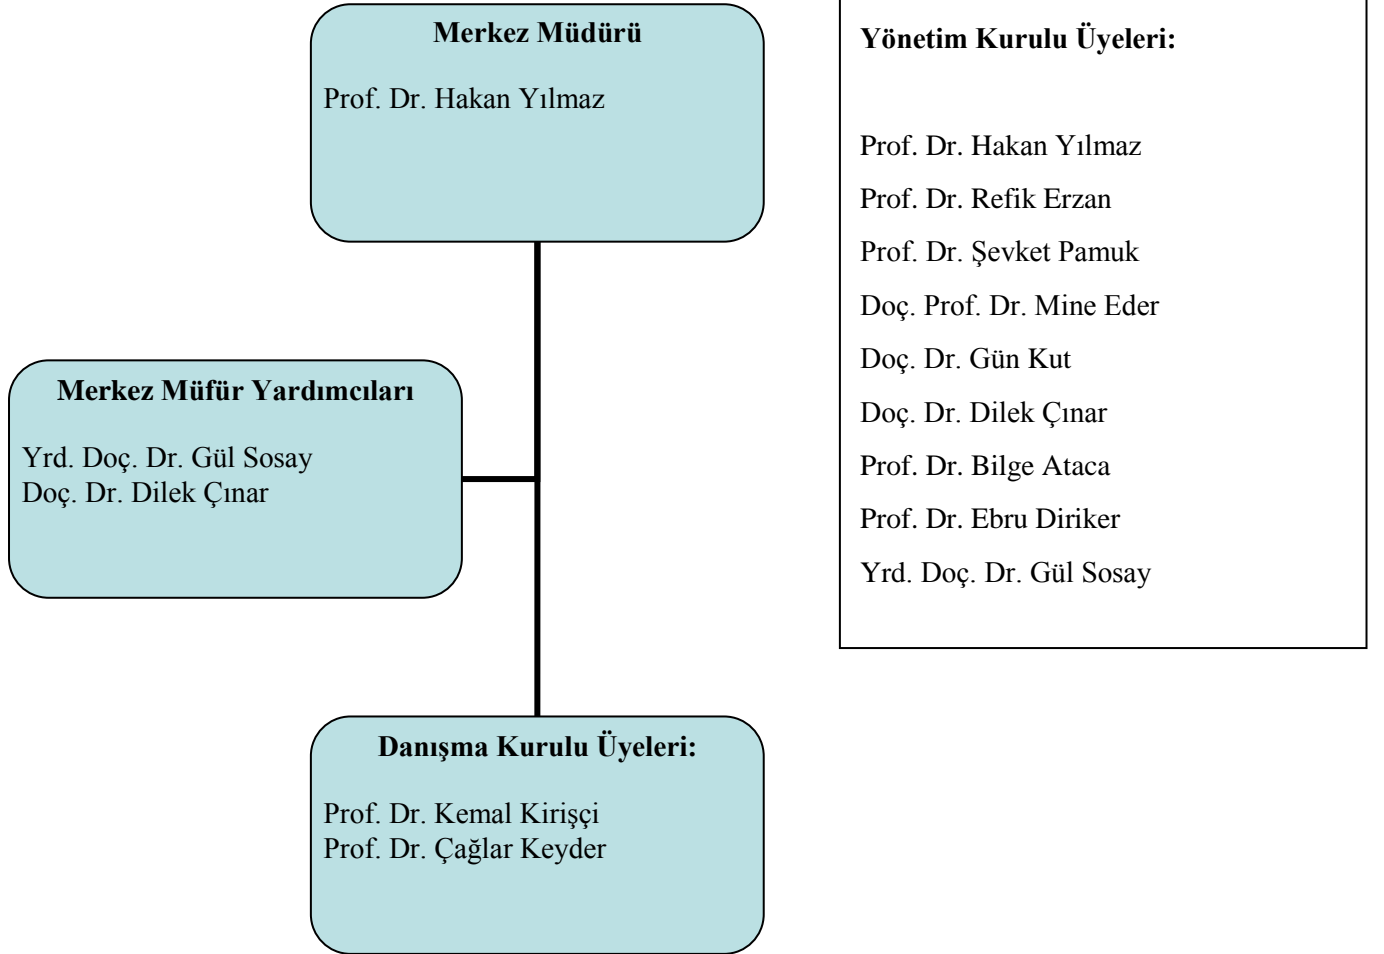 Merkez Müdürü
Prof. Dr. Hakan Yılmaz
Merkez Müfür Yardımcıları
Yrd. Doç. Dr. Gül Sosay
Doç. Dr. Dilek Çınar
Danışma Kurulu Üyeleri:
Prof. Dr. Kemal Kirişçi
Prof. Dr. Çağlar Keyder
Yönetim Kurulu Üyeleri:
Prof. Dr. Hakan Yılmaz
Prof. Dr. Refik Erzan
Prof. Dr. Şevket Pamuk
Doç. Prof. Dr. Mine Eder
Doç. Dr. Gün Kut
Doç. Dr. Dilek Çınar
Prof. Dr. Bilge Ataca
Prof. Dr. Ebru Diriker
Yrd. Doç. Dr. Gül Sosay